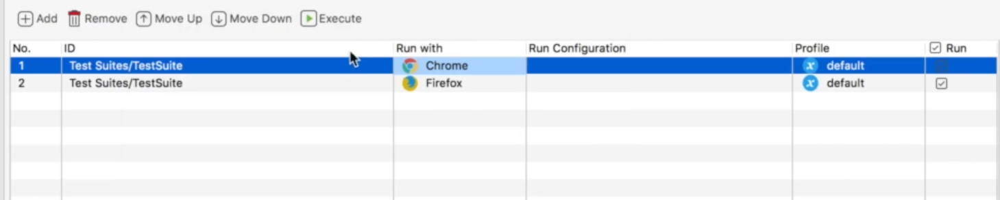 Add Remove Move Up Move Down Execute
No. ID Run with Run Configuration Profile Run
1 Test Suites/TestSuite Chrome x default
2 Test Suites/TestSuite Firefox x default